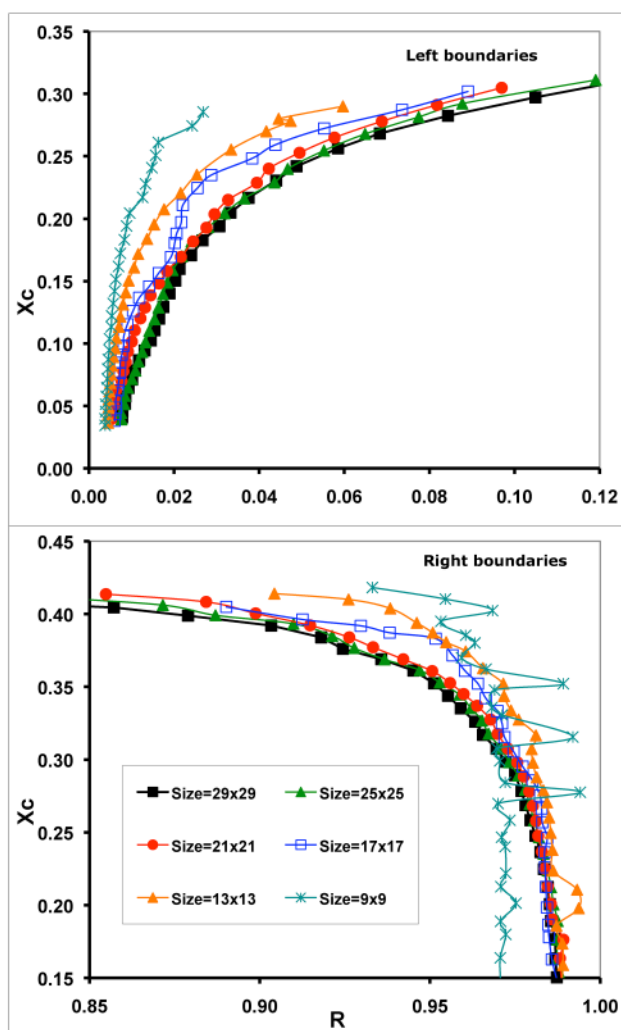 0.35
Left boundaries
0.30
0.25
0.20
Xc
0.15
0.10
0.05
0.00
0.00 0.02 0.04 0.06 0.08 0.10 0.12
0.45
Right boundaries
0.40
0.35
Xc
0.30
Size=29x29 Size=25x25
0.25
Size=21x21 Size=17x17
0.20
Size=13x13 Size=9x9
0.15
0.85 0.90 0.95 1.00
R